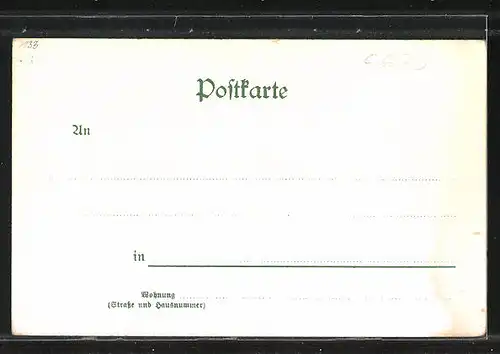 Postkarte
An
in
Wohnung
(Straße und Hausnummer)